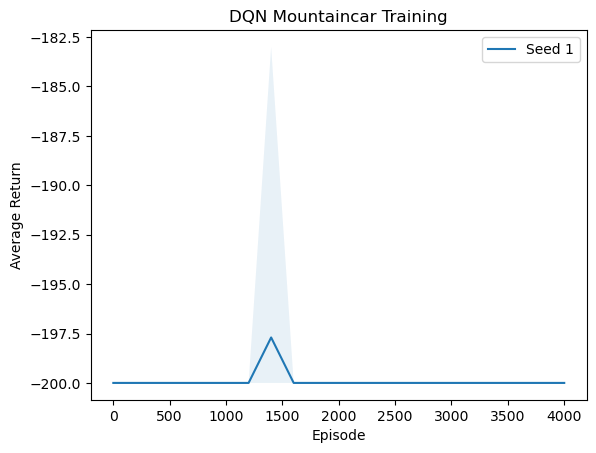 DQN Mountaincar Training
Seed 1
Average Return
−182.5
−185.0
−187.5
−190.0
−192.5
−195.0
−197.5
−200.0
0 500 1000 1500 2000 2500 3000 3500 4000
Episode